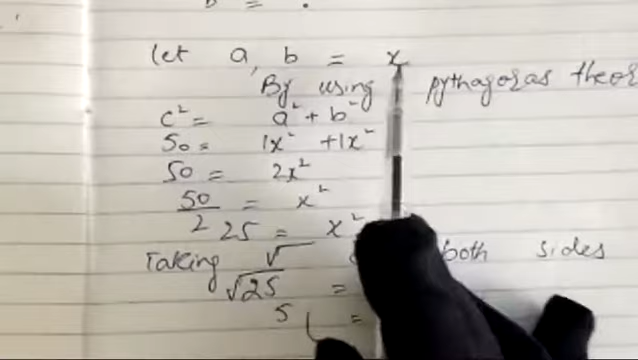 let a, b = x
By using pythagoras theor
c² = a² + b²
50 = 1x² + 1x²
50 = 2x²
50/2 = x²
25 = x²
Taking √ both sides
√25 =
5 =